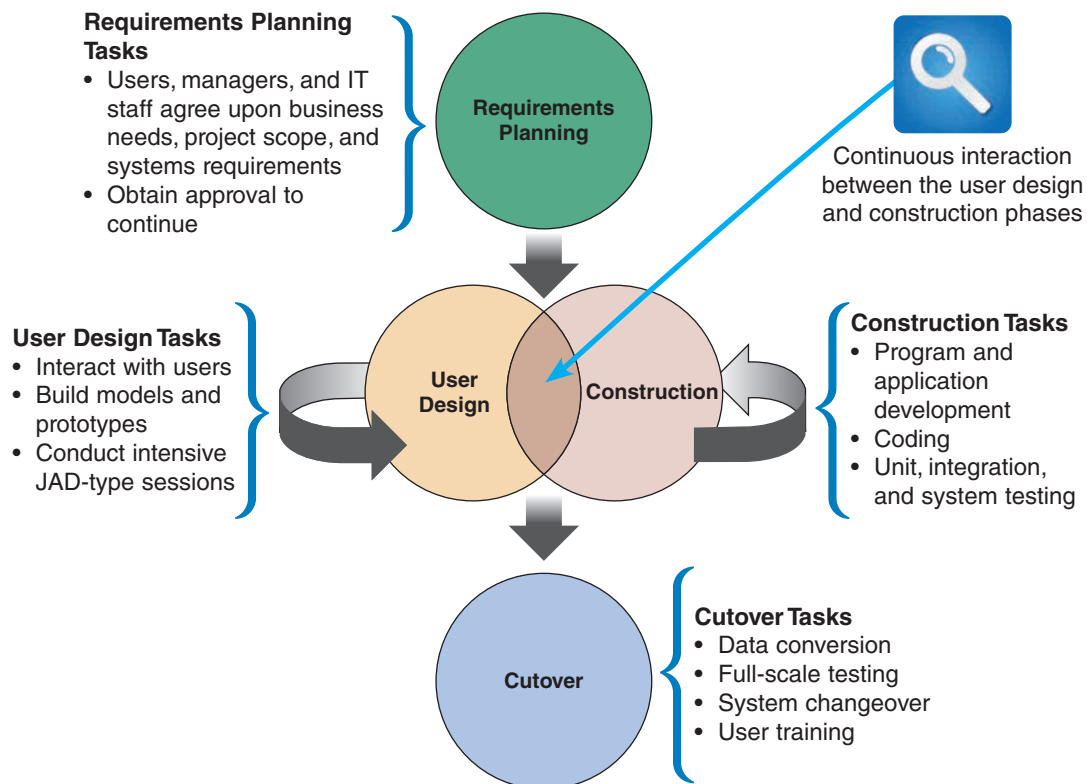 Requirements Planning
Tasks
• Users, managers, and IT
staff agree upon business
needs, project scope, and
systems requirements
• Obtain approval to
continue
Requirements
Planning
Continuous interaction
between the user design
and construction phases
User Design Tasks
• Interact with users
• Build models and
prototypes
• Conduct intensive
JAD-type sessions
User
Design
Construction
Construction Tasks
• Program and
application
development
• Coding
• Unit, integration,
and system testing
Cutover
Cutover Tasks
• Data conversion
• Full-scale testing
• System changeover
• User training